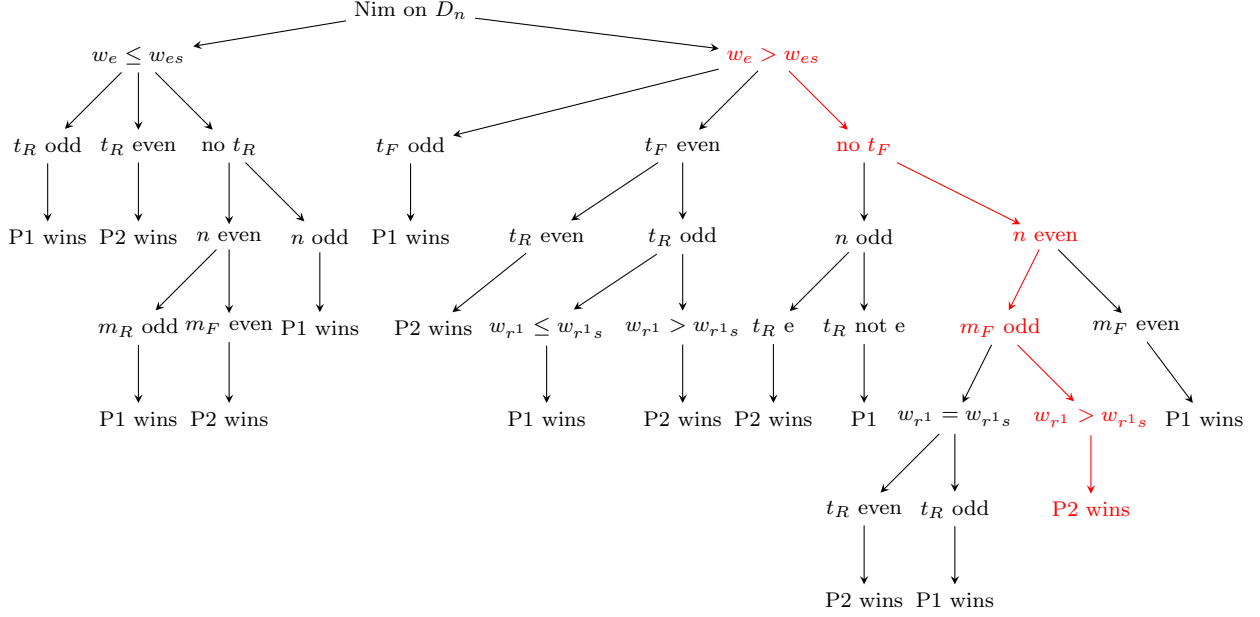 Nim on $D_n$
$w_e \leq w_{es}$
$w_e > w_{es}$
$t_R$ odd
$t_R$ even
no $t_R$
$t_F$ odd
$t_F$ even
no $t_F$
P1 wins
P2 wins
$n$ even
$n$ odd
P1 wins
$t_R$ even
$t_R$ odd
$n$ odd
$n$ even
$m_R$ odd
$m_F$ even
P1 wins
P2 wins
$w_{r^1} \leq w_{r^1 s}$
$w_{r^1} > w_{r^1 s}$
$t_R$ e
$t_R$ not e
$m_F$ odd
$m_F$ even
P1 wins
P2 wins
P1 wins
P2 wins
P2 wins
P1
$w_{r^1} = w_{r^1 s}$
$w_{r^1} > w_{r^1 s}$
P1 wins
$t_R$ even
$t_R$ odd
P2 wins
P2 wins
P1 wins